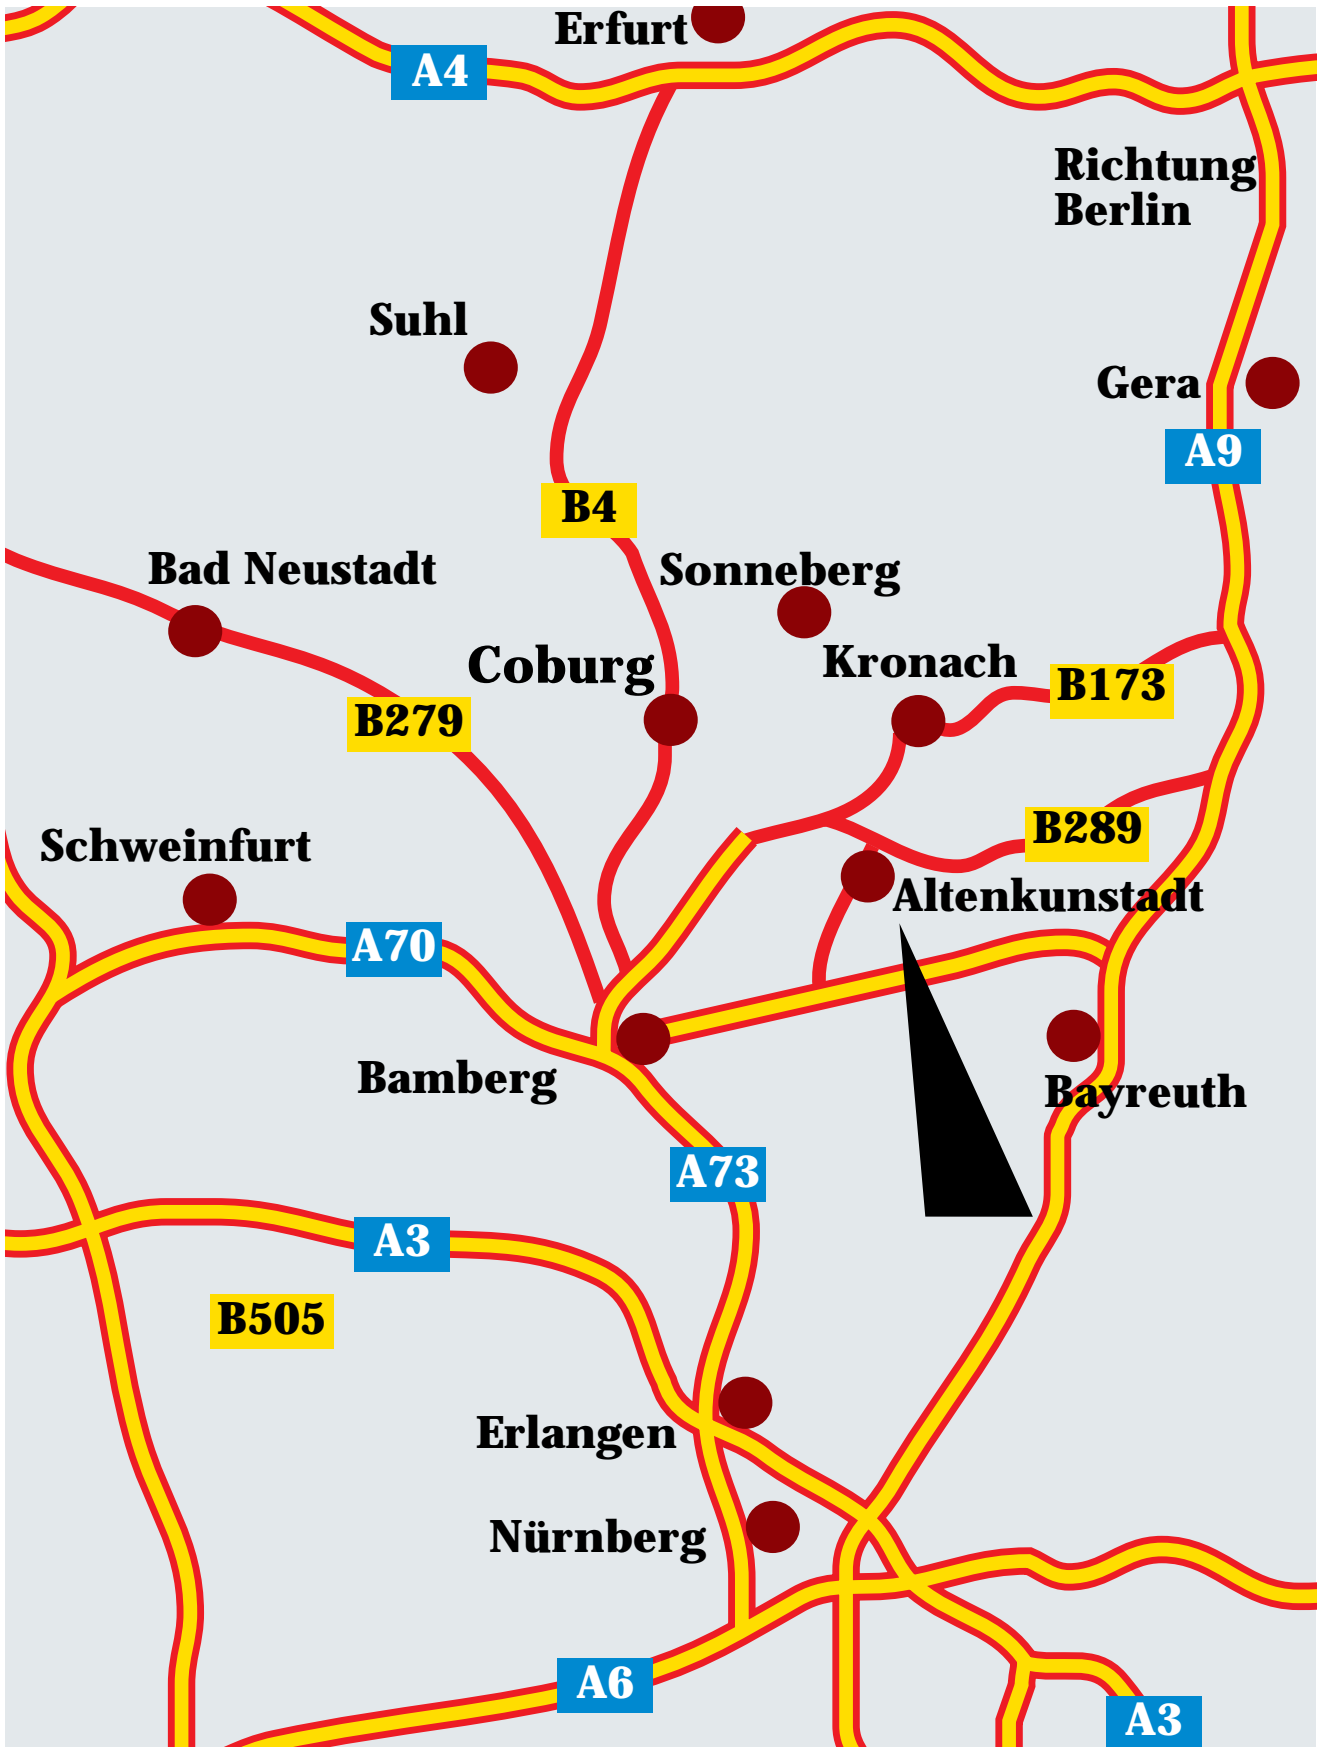 Erfurt
A4
Richtung
Berlin
Suhl
Gera
A9
B4
Bad Neustadt
Sonneberg
Coburg
Kronach
B173
B279
B289
Schweinfurt
Altenkunstadt
A70
Bamberg
Bayreuth
A73
A3
B505
Erlangen
Nürnberg
A6
A3